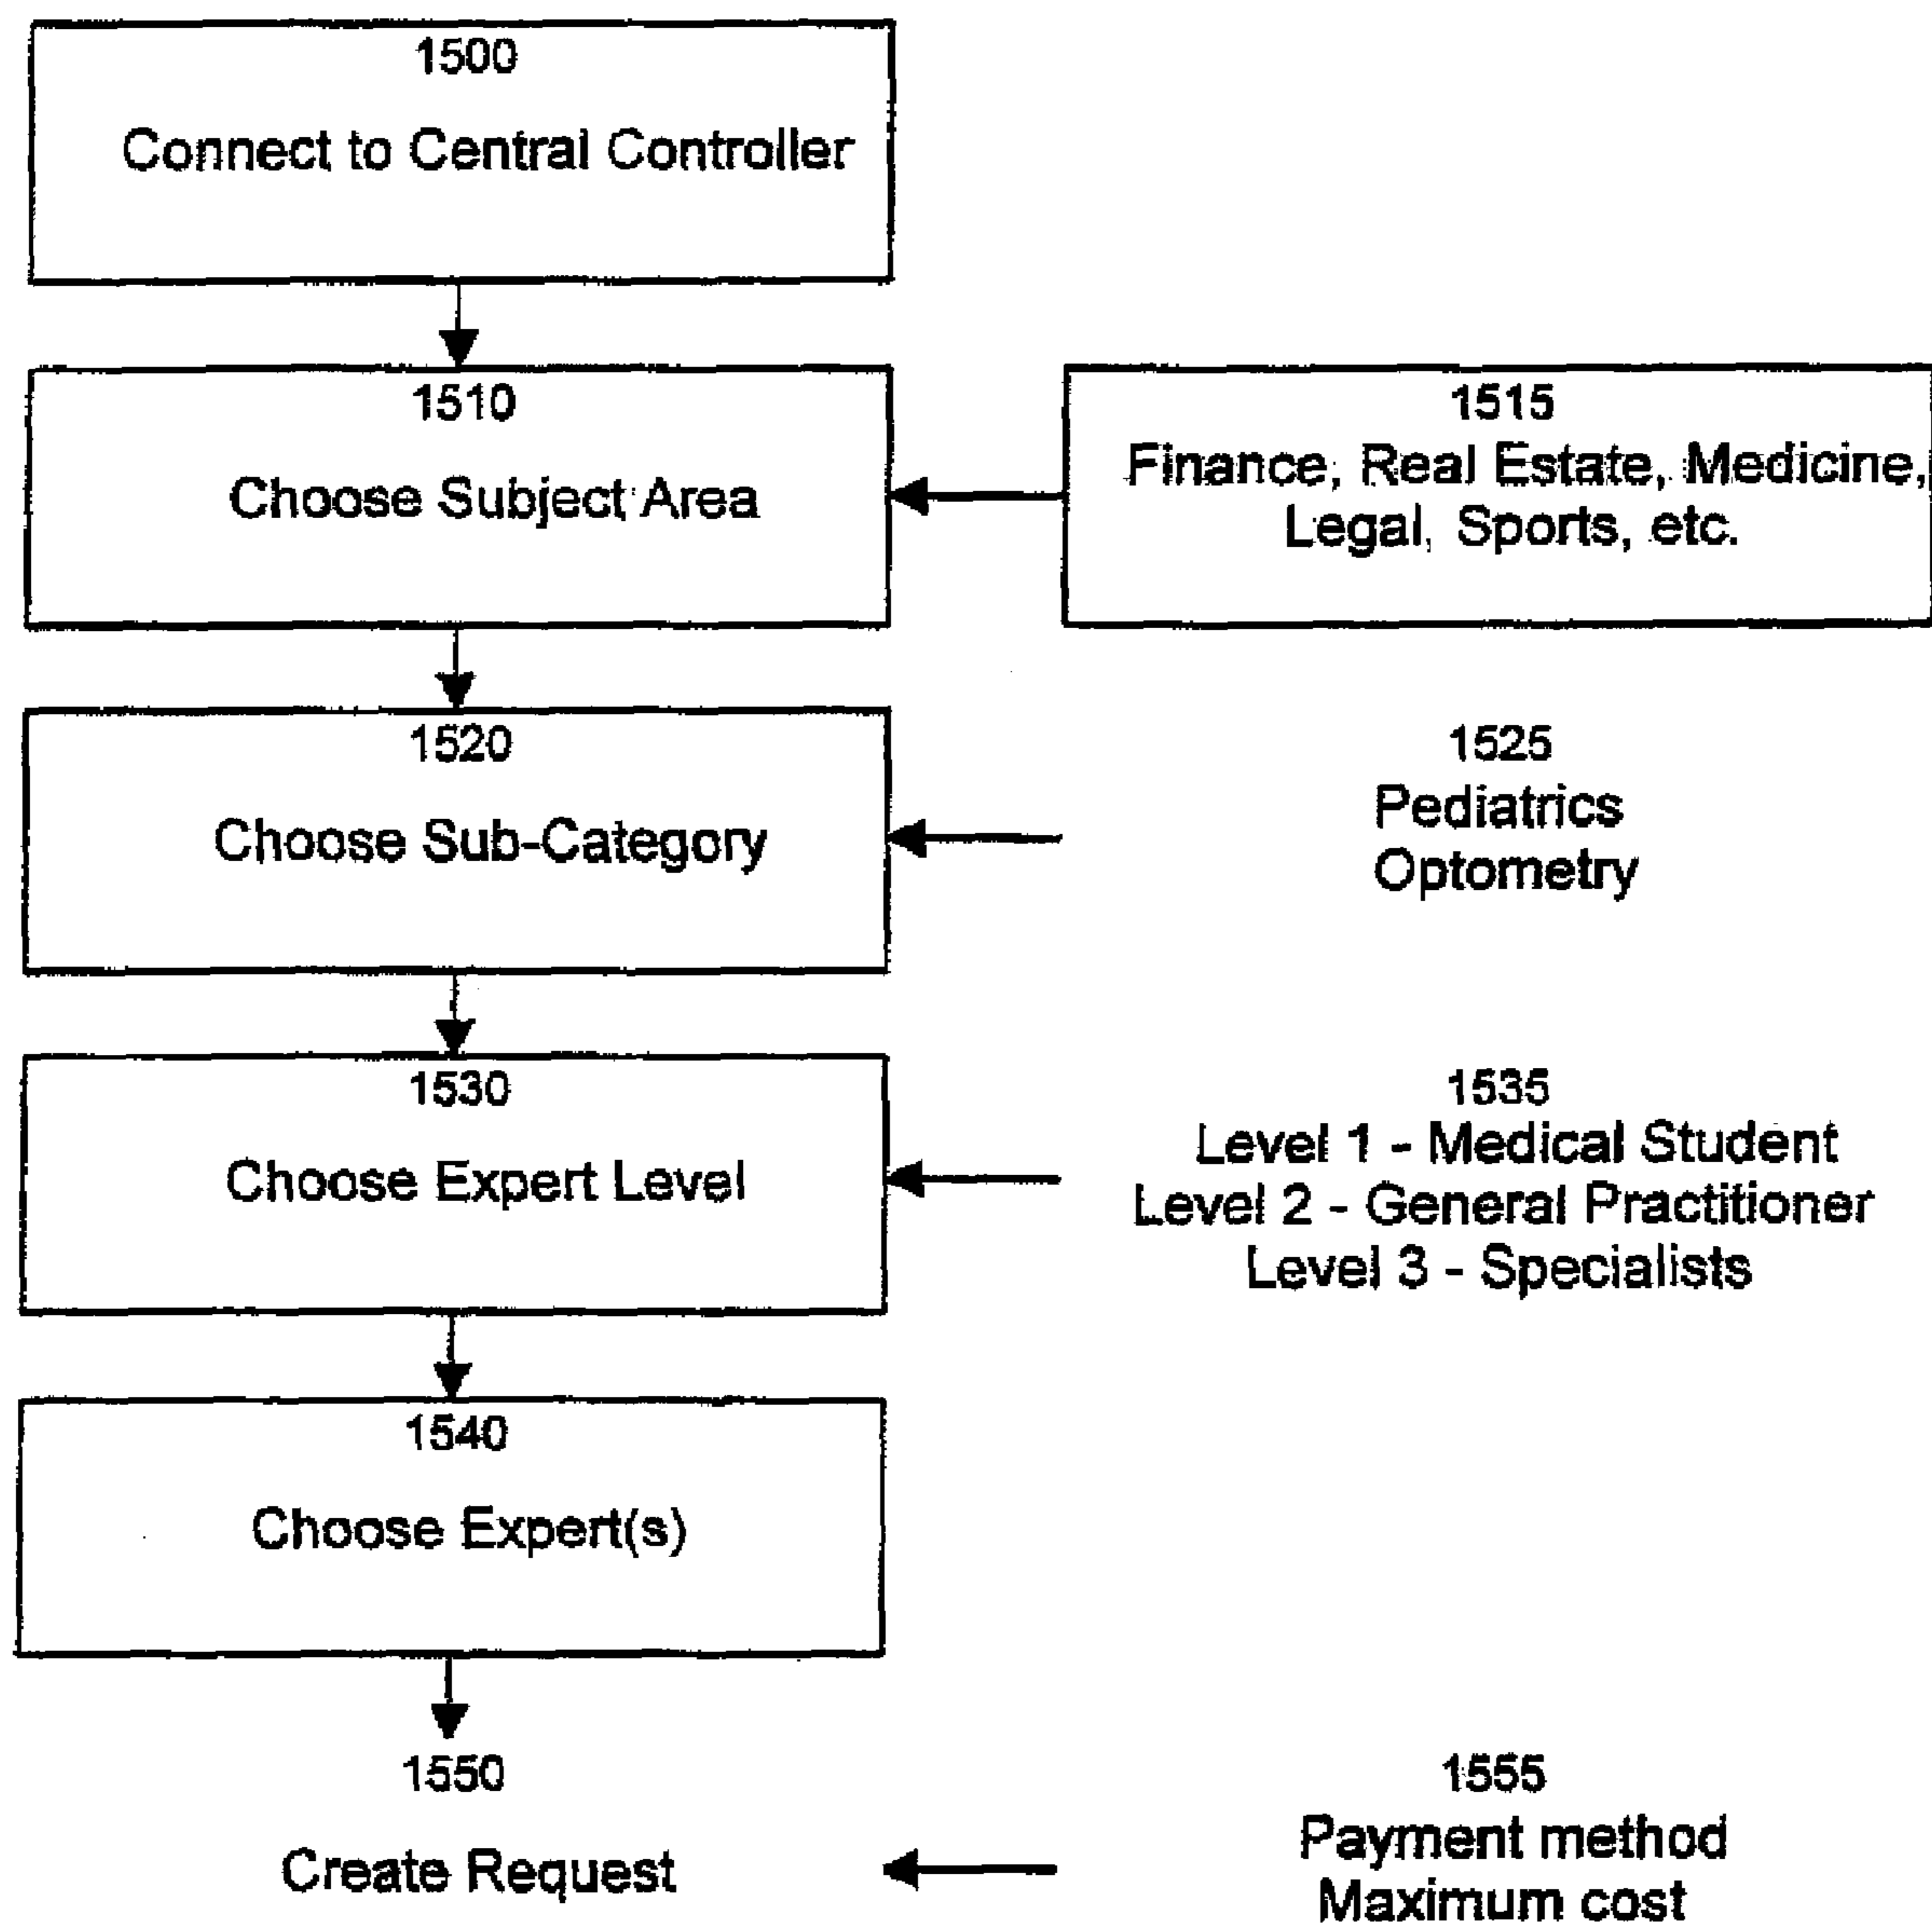 1500
Connect to Central Controller
1510
Choose Subject Area
1515
Finance, Real Estate, Medicine,
Legal, Sports, etc.
1520
Choose Sub-Category
1525
Pediatrics
Optometry
1530
Choose Expert Level
1535
Level 1 - Medical Student
Level 2 - General Practitioner
Level 3 - Specialists
1540
Choose Expert(s)
1550
Create Request
1555
Payment method
Maximum cost